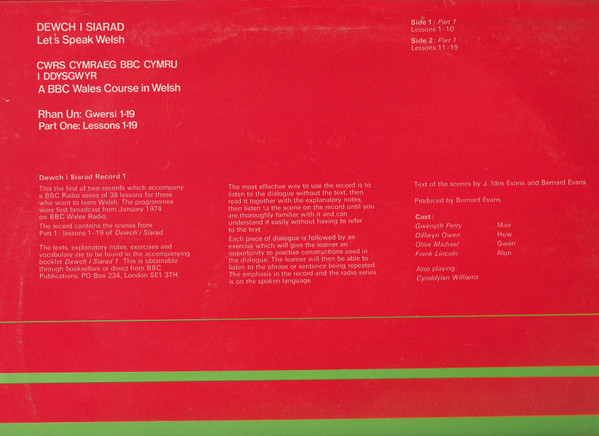 DEWCH I SIARAD
Let's Speak Welsh
CWRS CYMRAEG BBC CYMRU
I DDYSGWYR
A BBC Wales Course in Welsh
Rhan Un: Gwersi 1-19
Part One: Lessons 1-19
Side 1: Part 1
Lessons 1-10
Side 2: Part 1
Lessons 11-19
Dewch i Siarad Record 1
This the first of two records which accompany
a BBC Radio series of 38 lessons for those
who want to learn Welsh. The programmes
were first broadcast from January 1974
on BBC Wales Radio.
The record contains the scenes from
Part 1: lessons 1-19 of Dewch i Siarad.
The texts, explanatory notes, exercises and
vocabulary are to be found in the accompanying
booklet Dewch i Siarad 1. This is obtainable
through booksellers or direct from BBC
Publications, PO Box 234, London SE1 3TH.
The most effective way to use the record is to
listen to the dialogue without the text, then
read it together with the explanatory notes,
then listen to the scene on the record until you
are thoroughly familiar with it and can
understand it easily without having to refer
to the text.
Each piece of dialogue is followed by an
exercise which will give the learner an
opportunity to practise constructions used in
the dialogue. The learner will then be able to
listen to the phrase or sentence being repeated.
The emphasis in the record and the radio series
is on the spoken language.
Text of the scenes by J. Idris Evans and Bernard Evans
Produced by Bernard Evans
Cast:
Gwenyth Petty Mair
Dillwyn Owen Huw
Olive Michael Gwen
Frank Lincoln Alun
Also playing:
Cynddylan Williams